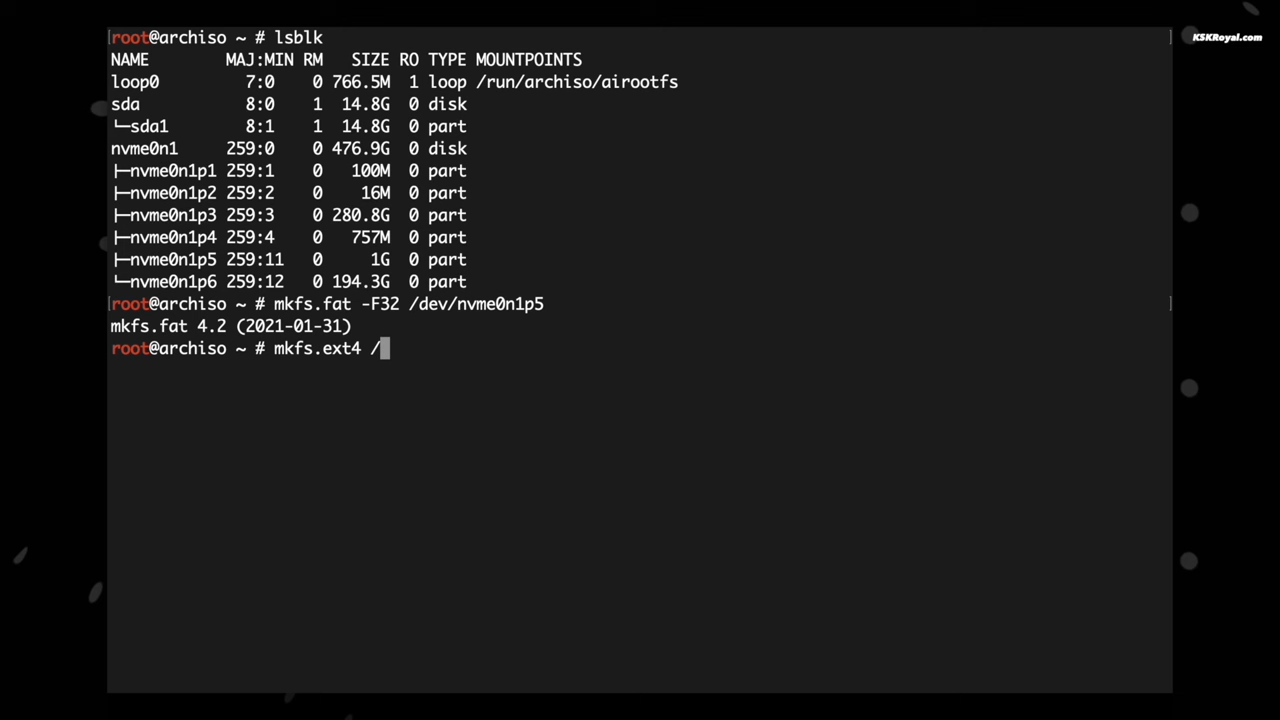 KSKRoyal.com
root@archiso ~ # lsblk
NAME        MAJ:MIN RM   SIZE RO TYPE MOUNTPOINTS
loop0         7:0    0 766.5M  1 loop /run/archiso/airootfs
sda           8:0    1  14.8G  0 disk
└─sda1        8:1    1  14.8G  0 part
nvme0n1     259:0    0 476.9G  0 disk
├─nvme0n1p1 259:1    0   100M  0 part
├─nvme0n1p2 259:2    0    16M  0 part
├─nvme0n1p3 259:3    0 280.8G  0 part
├─nvme0n1p4 259:4    0   757M  0 part
├─nvme0n1p5 259:11   0     1G  0 part
└─nvme0n1p6 259:12   0 194.3G  0 part
root@archiso ~ # mkfs.fat -F32 /dev/nvme0n1p5
mkfs.fat 4.2 (2021-01-31)
root@archiso ~ # mkfs.ext4 /